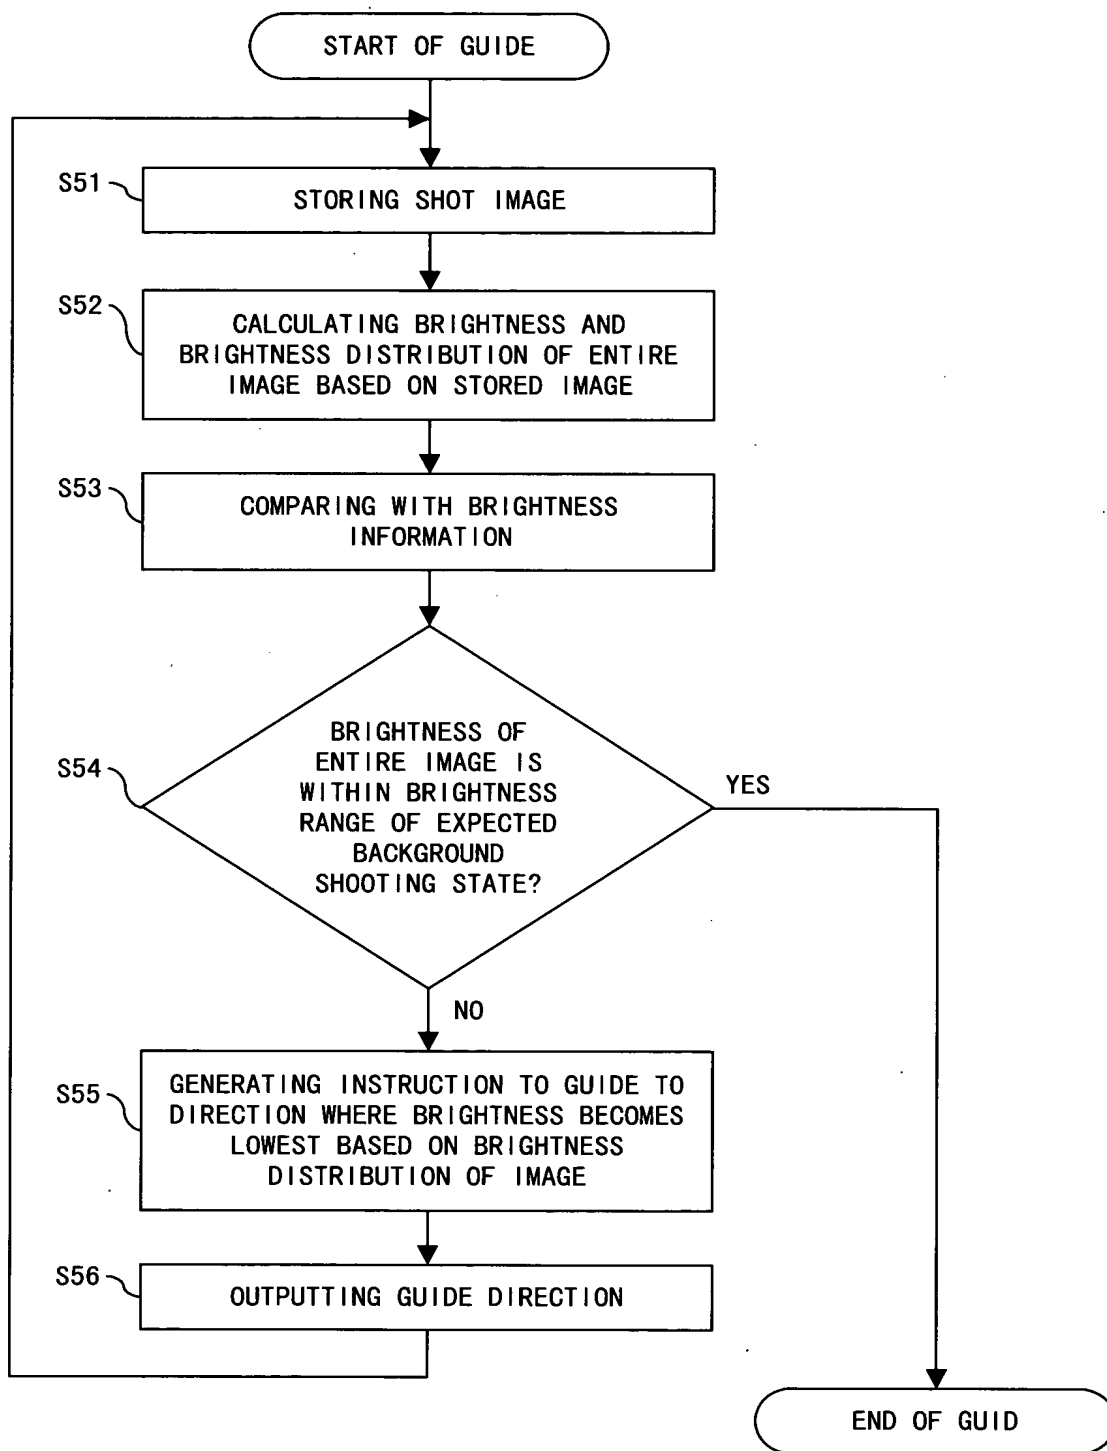 START OF GUIDE
S51
STORING SHOT IMAGE
S52
CALCULATING BRIGHTNESS AND
BRIGHTNESS DISTRIBUTION OF ENTIRE
IMAGE BASED ON STORED IMAGE
S53
COMPARING WITH BRIGHTNESS
INFORMATION
S54
BRIGHTNESS OF
ENTIRE IMAGE IS
WITHIN BRIGHTNESS
RANGE OF EXPECTED
BACKGROUND
SHOOTING STATE?
YES
NO
S55
GENERATING INSTRUCTION TO GUIDE TO
DIRECTION WHERE BRIGHTNESS BECOMES
LOWEST BASED ON BRIGHTNESS
DISTRIBUTION OF IMAGE
S56
OUTPUTTING GUIDE DIRECTION
END OF GUID